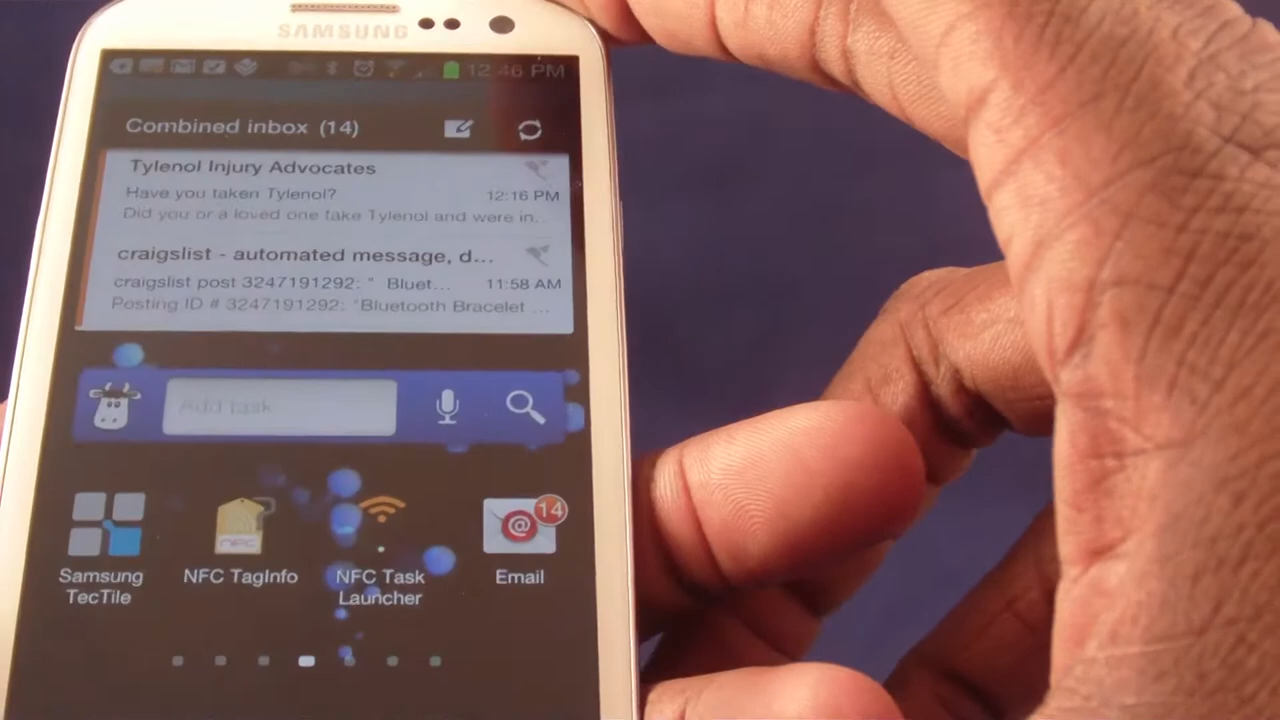 SAMSUNG
12:46 PM
Combined inbox (14)
Tylenol Injury Advocates
Have you taken Tylenol? 12:16 PM
Did you or a loved one take Tylenol and were in...
craigslist - automated message, d...
craigslist post 3247191292: " Bluet... 11:58 AM
Posting ID # 3247191292: "Bluetooth Bracelet ...
Add task
14
NFC
Samsung TecTile
NFC TagInfo
NFC Task Launcher
Email